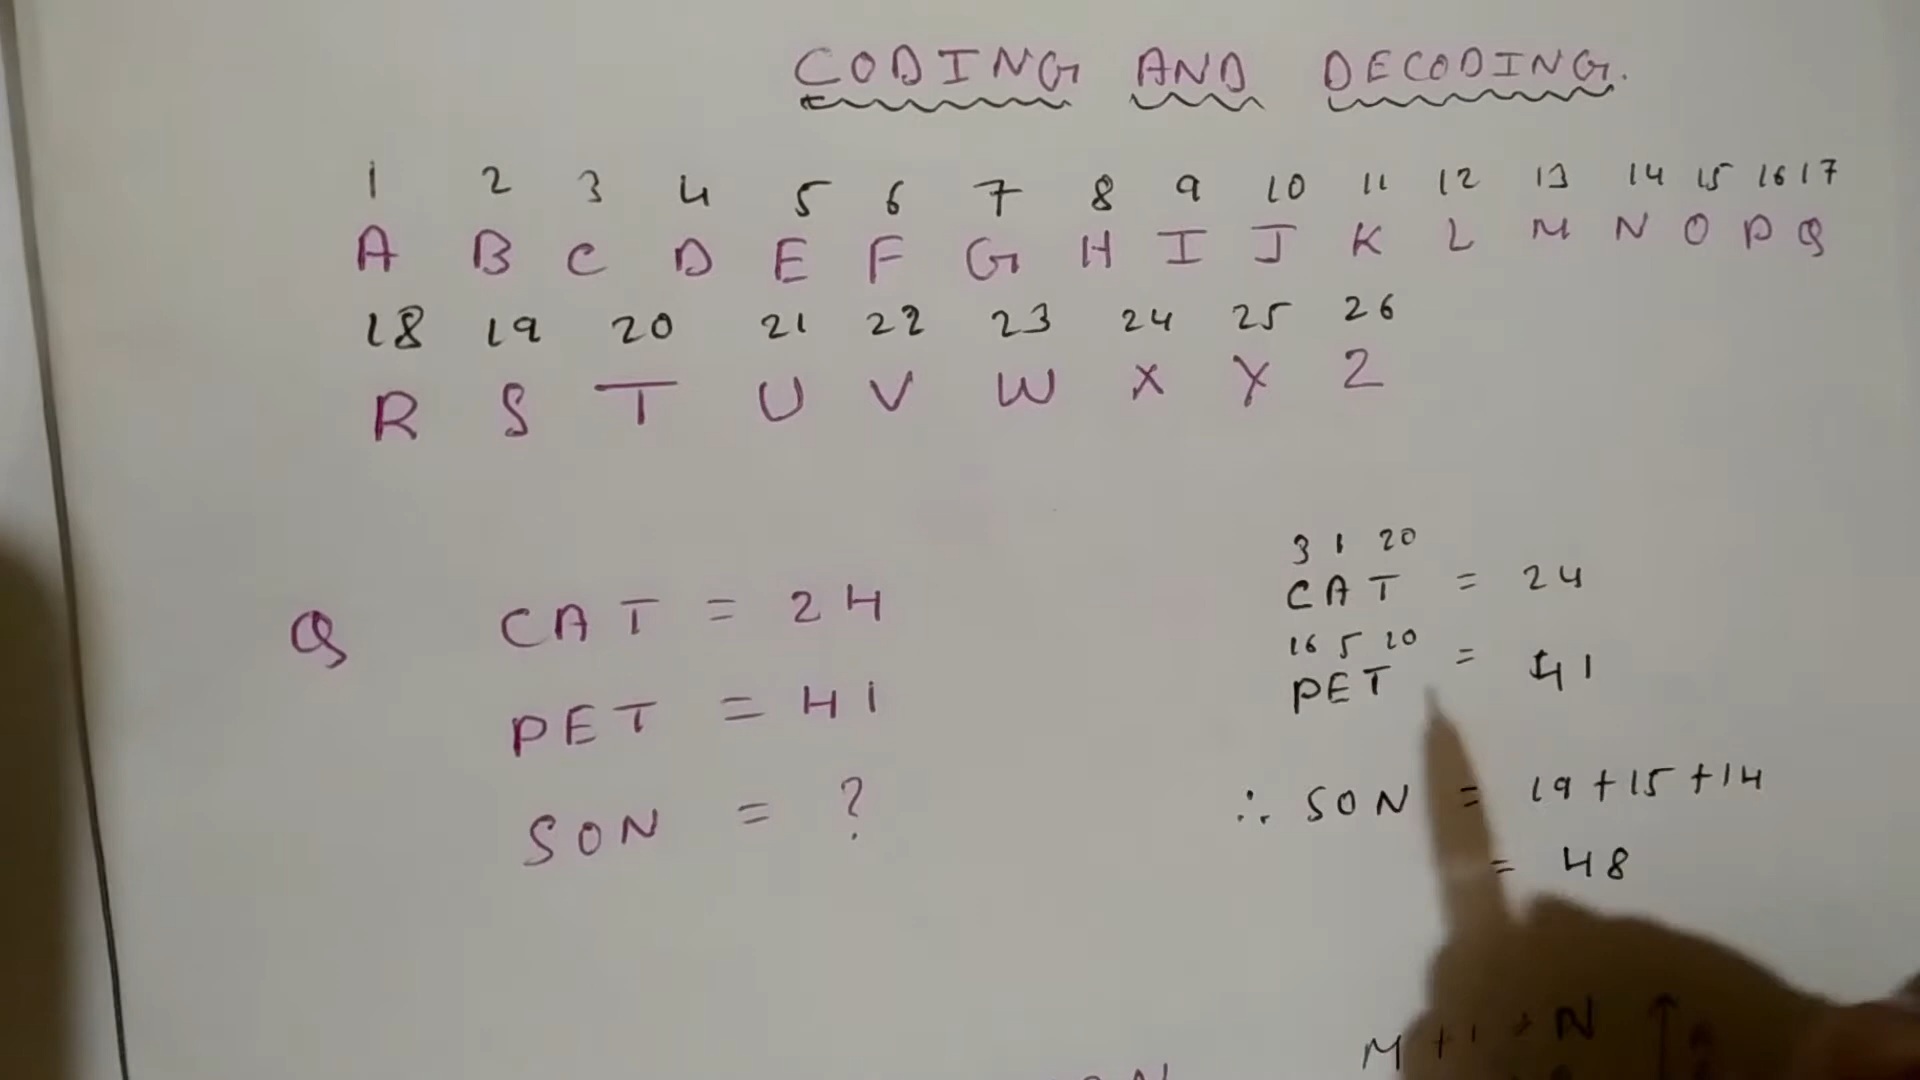 CODING AND DECODING.
1 2 3 4 5 6 7 8 9 10 11 12 13 14 15 16 17
A B C D E F G H I J K L M N O P Q
18 19 20 21 22 23 24 25 26
R S T U V W X Y Z
Q CAT = 24
PET = 41
SON = ?
3 1 20
CAT = 24
16 5 20
PET = 41
∴ SON = 19+15+14
= 48
M + 1 → N